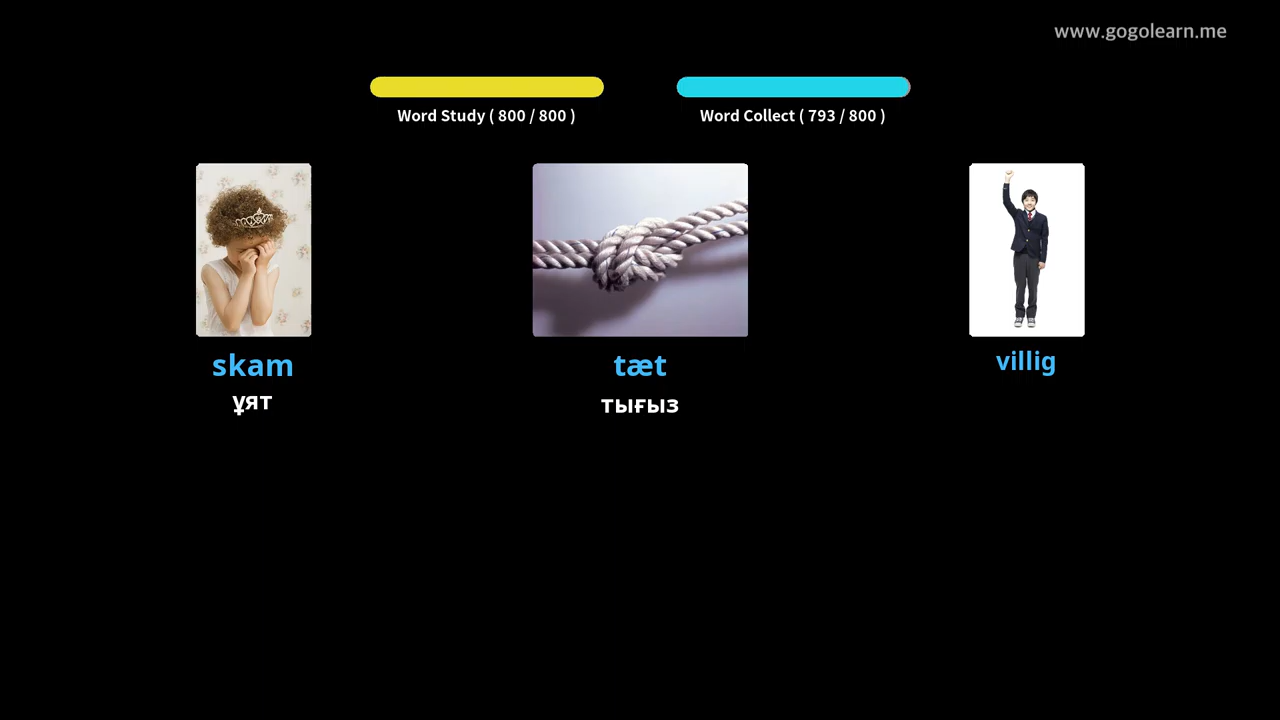 www.gogolearn.me
Word Study ( 800 / 800 )
Word Collect ( 793 / 800 )
skam
tæt
villig
ұят
тығыз